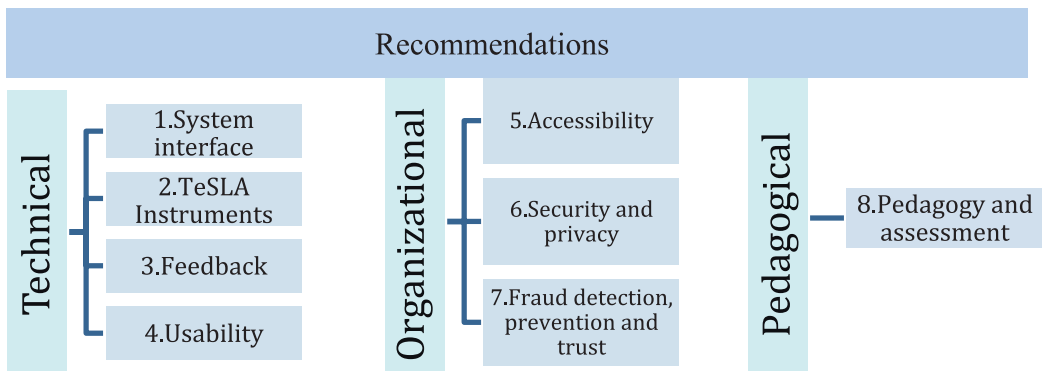 Recommendations
Technical
1.System
interface
2.TeSLA
Instruments
3.Feedback
4.Usability
Organizational
5.Accessibility
6.Security and
privacy
7.Fraud detection,
prevention and
trust
Pedagogical
8.Pedagogy and
assessment